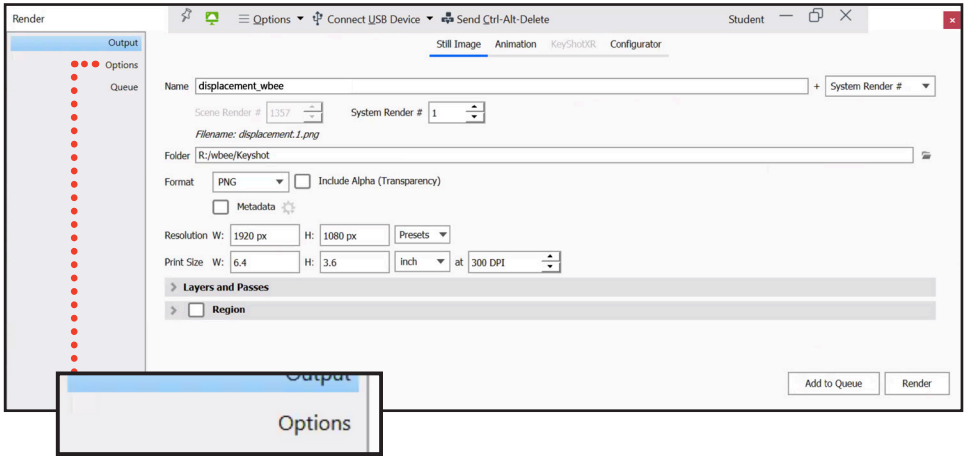 Render Options Connect USB Device Send Ctrl-Alt-Delete Student
Output
Options
Queue
Still Image Animation KeyShotXR Configurator
Name displacement_wbee + System Render #
Scene Render # 1357 System Render # 1
Filename: displacement.1.png
Folder R:/wbee/Keyshot
Format PNG Include Alpha (Transparency)
Metadata
Resolution W: 1920 px H: 1080 px Presets
Print Size W: 6.4 H: 3.6 inch at 300 DPI
Layers and Passes
Region
Add to Queue Render
Output
Options